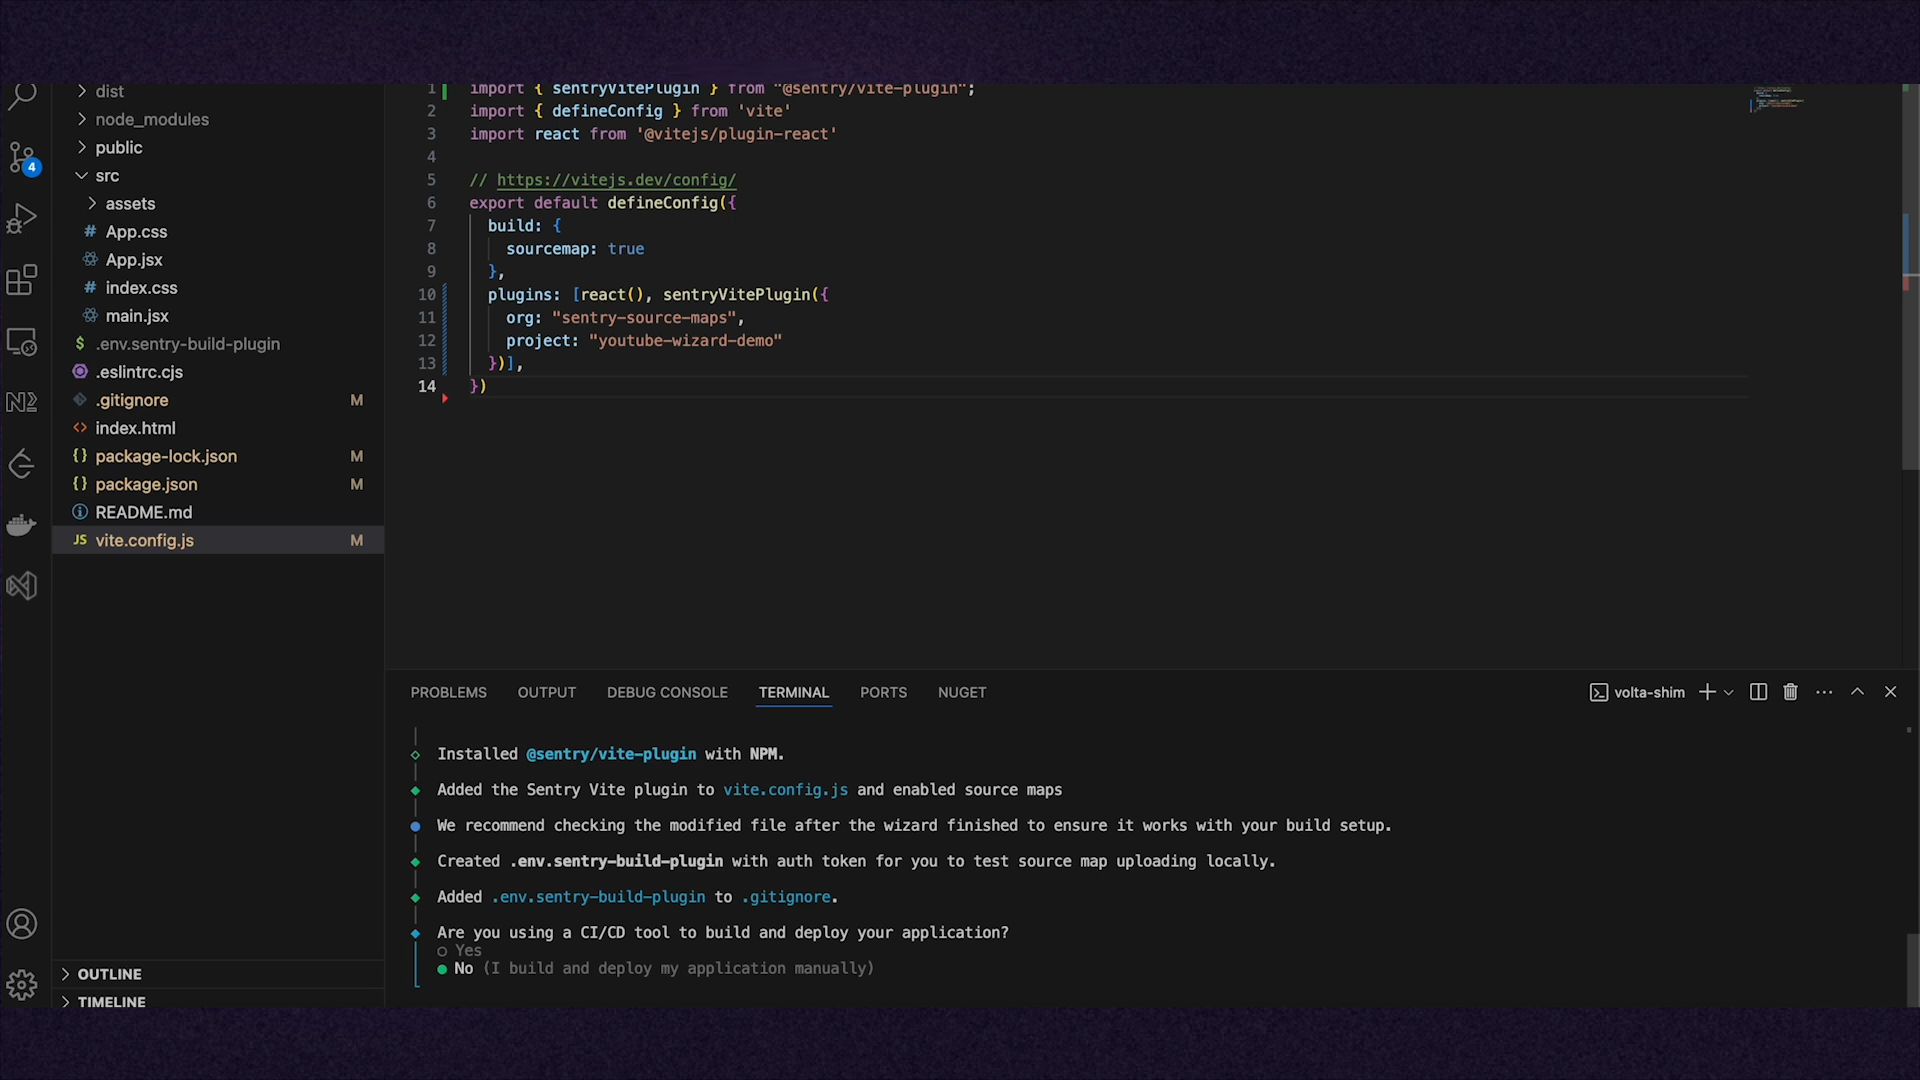 dist
node_modules
public
src
assets
# App.css
App.jsx
# index.css
main.jsx
$ .env.sentry-build-plugin
.eslintrc.cjs
.gitignore M
<> index.html
{} package-lock.json M
{} package.json M
README.md
JS vite.config.js M
4
OUTLINE
TIMELINE
1 import { sentryVitePlugin } from "@sentry/vite-plugin";
2 import { defineConfig } from 'vite'
3 import react from '@vitejs/plugin-react'
4
5 // https://vitejs.dev/config/
6 export default defineConfig({
7 build: {
8 sourcemap: true
9 },
10 plugins: [react(), sentryVitePlugin({
11 org: "sentry-source-maps",
12 project: "youtube-wizard-demo"
13 })],
14 })
PROBLEMS OUTPUT DEBUG CONSOLE TERMINAL PORTS NUGET volta-shim
Installed @sentry/vite-plugin with NPM.
Added the Sentry Vite plugin to vite.config.js and enabled source maps
We recommend checking the modified file after the wizard finished to ensure it works with your build setup.
Created .env.sentry-build-plugin with auth token for you to test source map uploading locally.
Added .env.sentry-build-plugin to .gitignore.
Are you using a CI/CD tool to build and deploy your application?
Yes
No (I build and deploy my application manually)